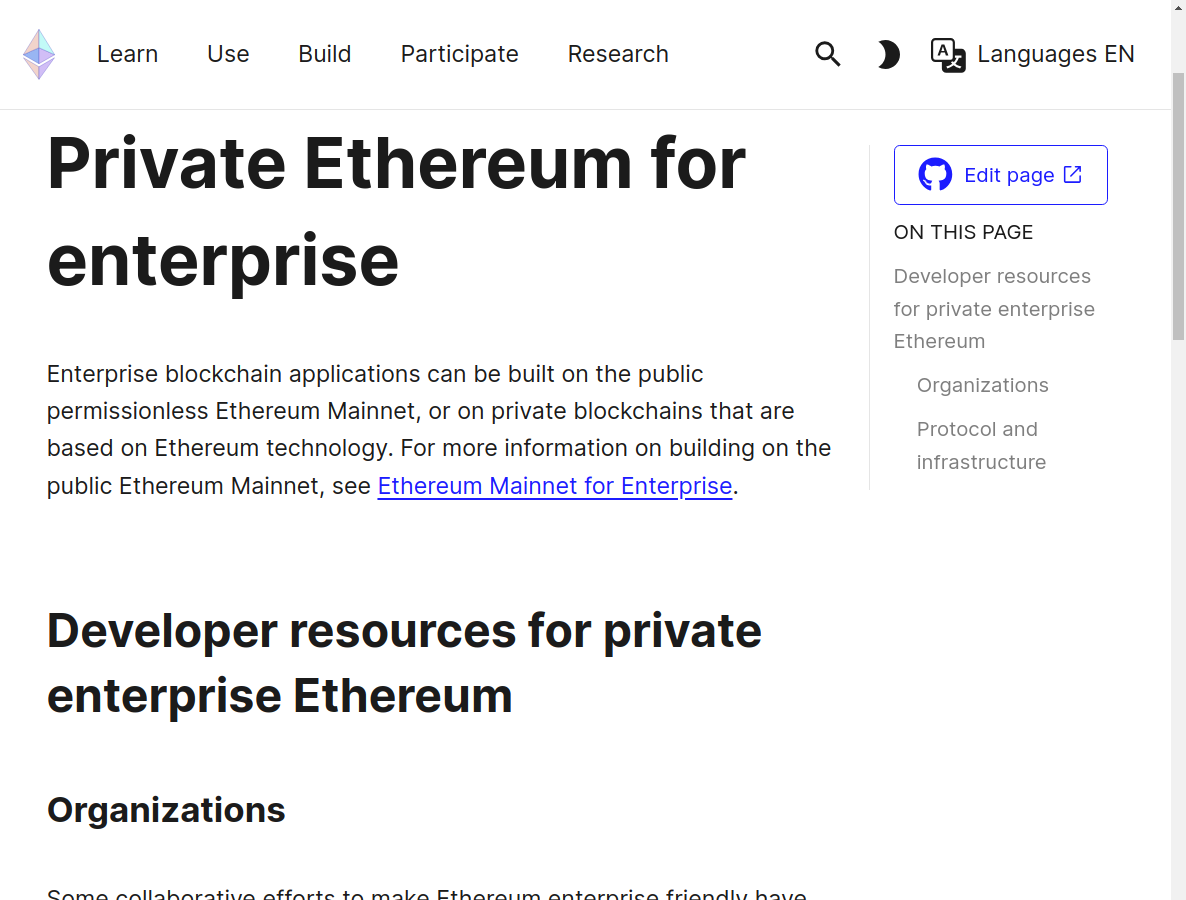 Learn Use Build Participate Research Languages EN
Private Ethereum for
enterprise
Enterprise blockchain applications can be built on the public
permissionless Ethereum Mainnet, or on private blockchains that are
based on Ethereum technology. For more information on building on the
public Ethereum Mainnet, see Ethereum Mainnet for Enterprise.
Developer resources for private
enterprise Ethereum
Organizations
Some collaborative efforts to make Ethereum enterprise friendly have
Edit page
ON THIS PAGE
Developer resources
for private enterprise
Ethereum
Organizations
Protocol and
infrastructure